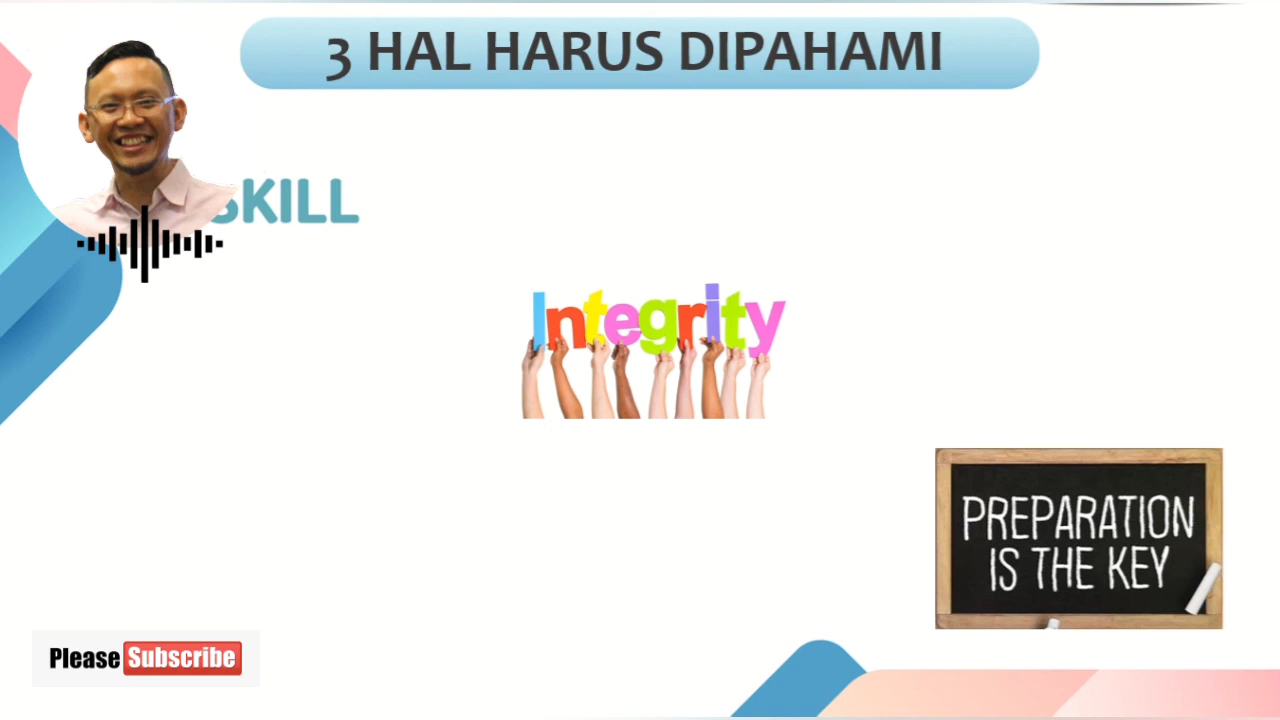 3 HAL HARUS DIPAHAMI
SKILL
Integrity
PREPARATION
IS THE KEY
Please Subscribe